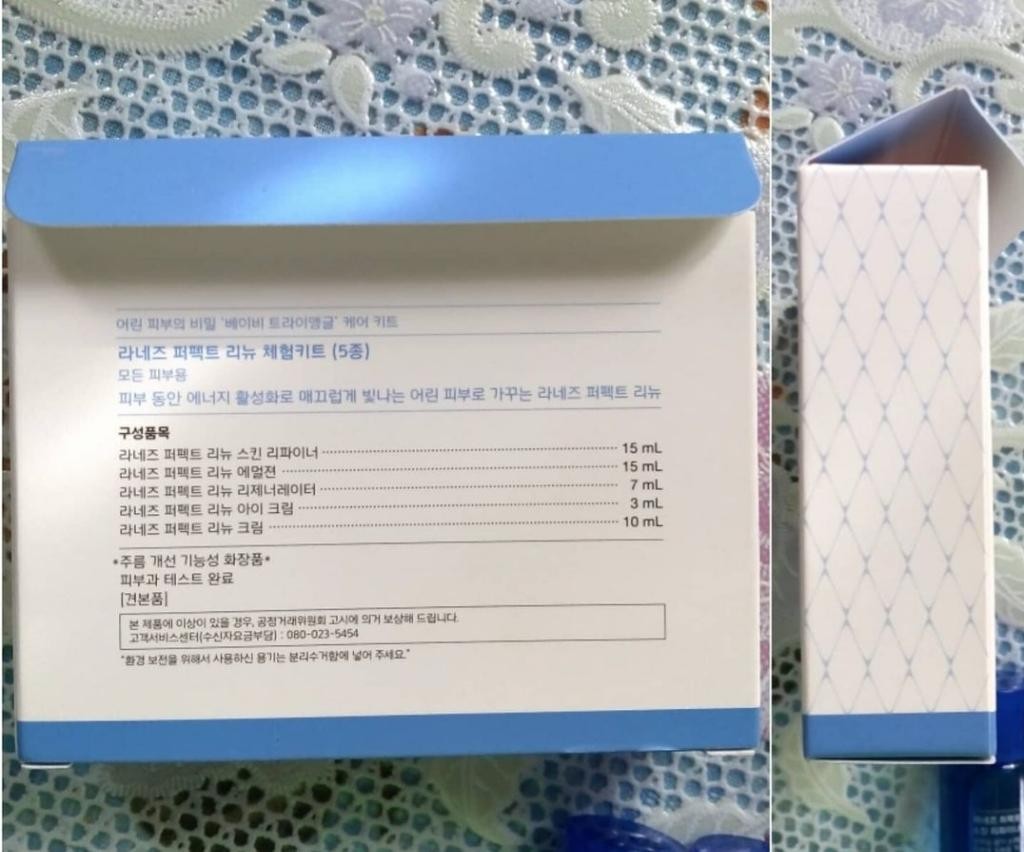 어린 피부의 비밀 '베이비 트라이앵글' 케어 키트
라네즈 퍼펙트 리뉴 체험키트 (5종)
모든 피부용
피부 동안 에너지 활성화로 매끄럽게 빛나는 어린 피부로 가꾸는 라네즈 퍼펙트 리뉴
구성품목
라네즈 퍼펙트 리뉴 스킨 리파이너 15 mL
라네즈 퍼펙트 리뉴 에멀젼 15 mL
라네즈 퍼펙트 리뉴 리제너레이터 7 mL
라네즈 퍼펙트 리뉴 아이 크림 3 mL
라네즈 퍼펙트 리뉴 크림 10 mL
*주름 개선 기능성 화장품*
피부과 테스트 완료
[견본품]
본 제품에 이상이 있을 경우, 공정거래위원회 고시에 의거 보상해 드립니다.
고객서비스센터(수신자요금부담) : 080-023-5454
"환경 보전을 위해서 사용하신 용기는 분리수거함에 넣어 주세요."